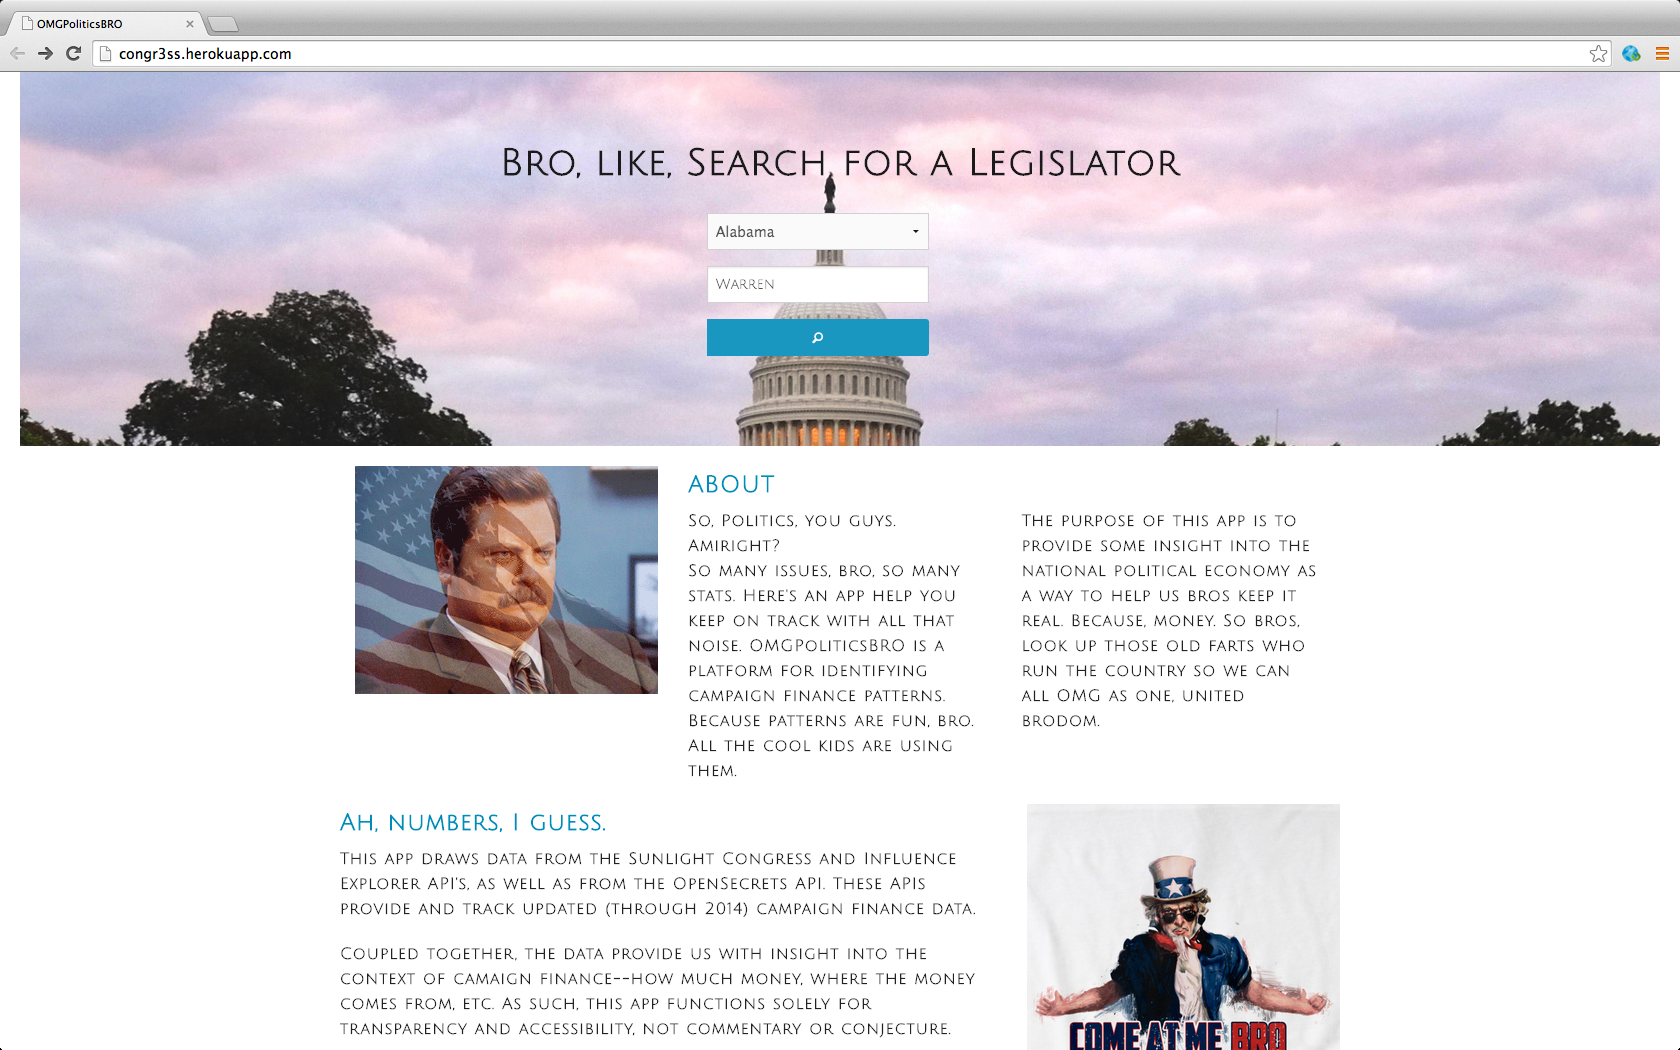 OMGPoliticsBRO
congr3ss.herokuapp.com
Bro, like, Search for a Legislator
Alabama
Warren
About
So, Politics, you guys.
Amiright?
So many issues, bro, so many
stats. Here's an app help you
keep on track with all that
noise. OMGPoliticsBRO is a
platform for identifying
campaign finance patterns.
Because patterns are fun, bro.
All the cool kids are using
them.
The purpose of this app is to
provide some insight into the
national political economy as
a way to help us bros keep it
real. Because, money. So bros,
look up those old farts who
run the country so we can
all OMG as one, united
brodom.
Ah, numbers, I guess.
This app draws data from the Sunlight Congress and Influence
Explorer API's, as well as from the OpenSecrets API. These APIs
provide and track updated (through 2014) campaign finance data.
Coupled together, the data provide us with insight into the
context of camaign finance--how much money, where the money
comes from, etc. As such, this app functions solely for
transparency and accessibility, not commentary or conjecture.
COME AT ME BRO